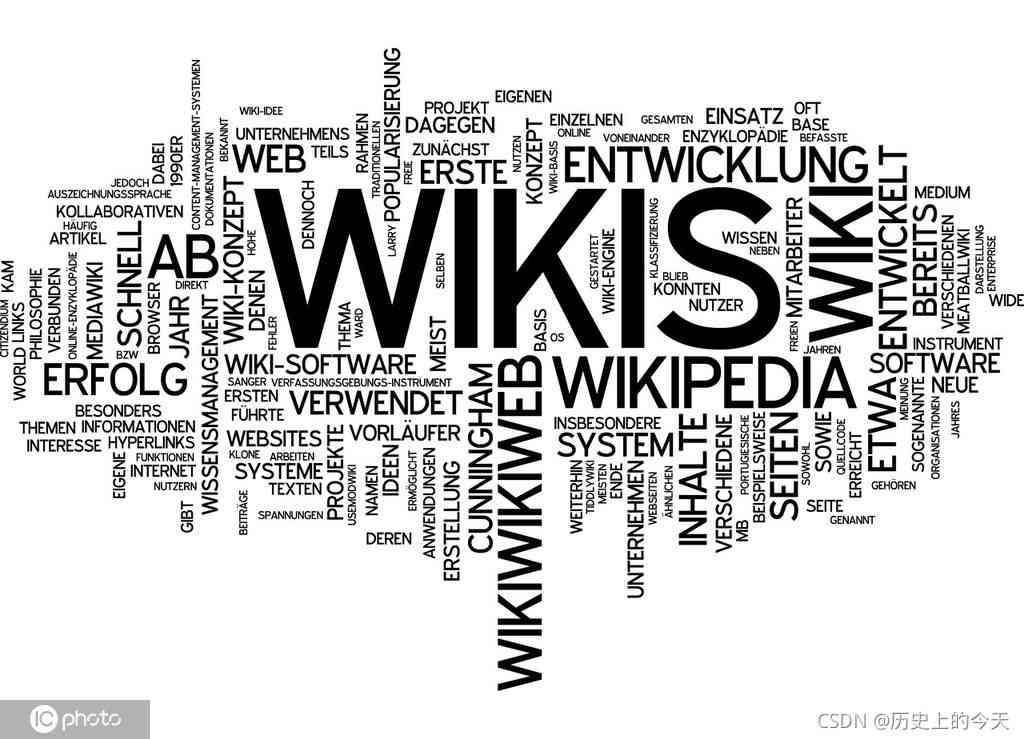 WIKI-IDEE
EIGENEN
PROJEKT
OFT
CONTENT-MANAGEMENT-SYSTEMEN
POPULARISIERUNG
EINZELNEN
GESAMTEN
EINSATZ
BASE
DAGEGEN
RAHMEN
TRADITIONELLEN
UNTERNEHMENS
BEKANNT
DOKUMENTATIONEN
ONLINE
VONEINANDER
ENZYKLOPÄDIE
BEFASSTE
DABEI
1990ER
WEB
TEILS
ZUNÄCHST
FREIE
ERSTE
NUTZEN
KONZEPT
WIKI-BASIS
ENTWICKLUNG
ENTWICKELT
JEDOCH
AUSZEICHNUNGSSPRACHE
KOLLABORATIVEN
HÄUFIG
ARTIKEL
MEDIUM
WIKIS
WIKI
DENNOCH
LARRY
SELBEN
WIKI-KONZEPT
HOHE
DENEN
FEHLER
THEMA
WARD
MEIST
GESTARTET
WIKI-ENGINE
KLASSIFIZIERUNG
BLIEB
KONNTEN
NUTZER
WISSEN
NEBEN
MITARBEITER
FREIEN
JAHREN
BEREITS
VERSCHIEDENEN
MEATBALLWIKI
DARSTELLUNG
ENTERPRISE
WIDE
INSTRUMENT
SOFTWARE
AB
DIREKT
SCHNELL
BZW
BROWSER
JAHR
KAM
CITIZENDIUM
WORLD
LINKS
PHILOSOPHIE
VERBUNDEN
ONLINE-ENZYKLOPÄDIE
MEDIAWIKI
WISSENSMANAGEMENT
BASIS
OS
WIKI-SOFTWARE
SANGER
VERFASSUNGSGEBUNGS-INSTRUMENT
ERFOLG
ERSTEN
VERWENDET
FÜHRTE
WIKIPEDIA
WIKIWIKIWEB
CUNNINGHAM
ETWA
MEINUNG
SOGENANNTE
NEUE
ORGANISATIONEN
JAHRES
BESONDERS
THEMEN
INFORMATIONEN
INTERESSE
HYPERLINKS
FUNKTIONEN
EIGENE
INTERNET
NUTZERN
GIBT
WEBSITES
VORLÄUFER
KLONE
ARBEITEN
SYSTEME
TEXTEN
BEITRÄGE
SPANNUNGEN
PROJEKTE
USEMODWIKI
NAMEN
IDEEN
ERMÖGLICHT
ANWENDUNGEN
ERSTELLUNG
DEREN
INSBESONDERE
SYSTEM
WEITERHIN
TIDDLYWIKI
MEISTEN
ENDE
UNTERNEHMEN
WEBSEITEN
ÄHNLICHEN
INHALTE
VERSCHIEDENE
MB
PORTUGIESISCHE
BEISPIELSWEISE
SEITEN
SOWOHL
SOWIE
QUELLCODE
ERREICHT
GEHÖREN
SEITE
GENANNT
IC photo
CSDN @历史上的今天